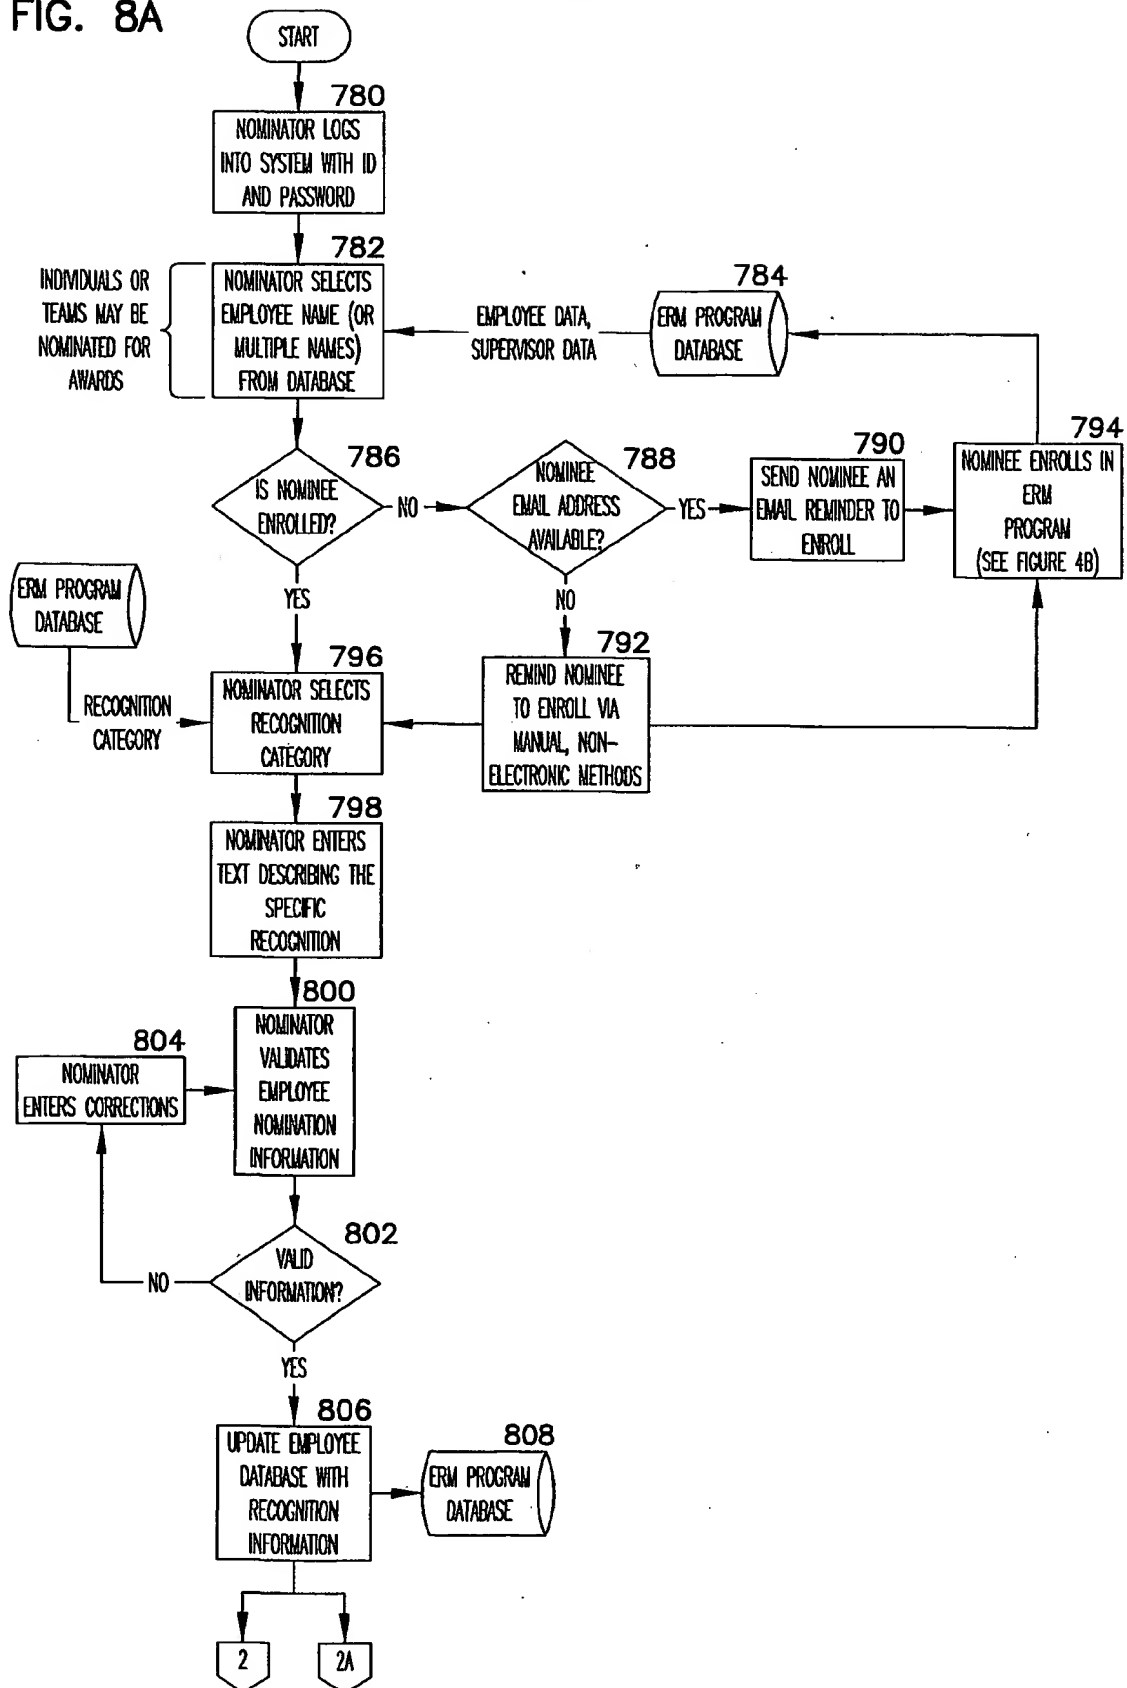 FIG. 8A
START
780
NOMINATOR LOGS
INTO SYSTEM WITH ID
AND PASSWORD
782
NOMINATOR SELECTS
EMPLOYEE NAME (OR
MULTIPLE NAMES)
FROM DATABASE
INDIVIDUALS OR
TEAMS MAY BE
NOMINATED FOR
AWARDS
EMPLOYEE DATA,
SUPERVISOR DATA
784
ERM PROGRAM
DATABASE
786
IS NOMINEE
ENROLLED?
NO
788
NOMINEE
EMAIL ADDRESS
AVAILABLE?
YES
790
SEND NOMINEE AN
EMAIL REMINDER TO
ENROLL
794
NOMINEE ENROLLS IN
ERM
PROGRAM
(SEE FIGURE 4B)
YES
NO
ERM PROGRAM
DATABASE
RECOGNITION
CATEGORY
796
NOMINATOR SELECTS
RECOGNITION
CATEGORY
792
REMIND NOMINEE
TO ENROLL VIA
MANUAL, NON-
ELECTRONIC METHODS
798
NOMINATOR ENTERS
TEXT DESCRIBING THE
SPECIFIC
RECOGNITION
800
NOMINATOR
VALIDATES
EMPLOYEE
NOMINATION
INFORMATION
804
NOMINATOR
ENTERS CORRECTIONS
802
VALID
INFORMATION?
NO
YES
806
UPDATE EMPLOYEE
DATABASE WITH
RECOGNITION
INFORMATION
808
ERM PROGRAM
DATABASE
2
2A